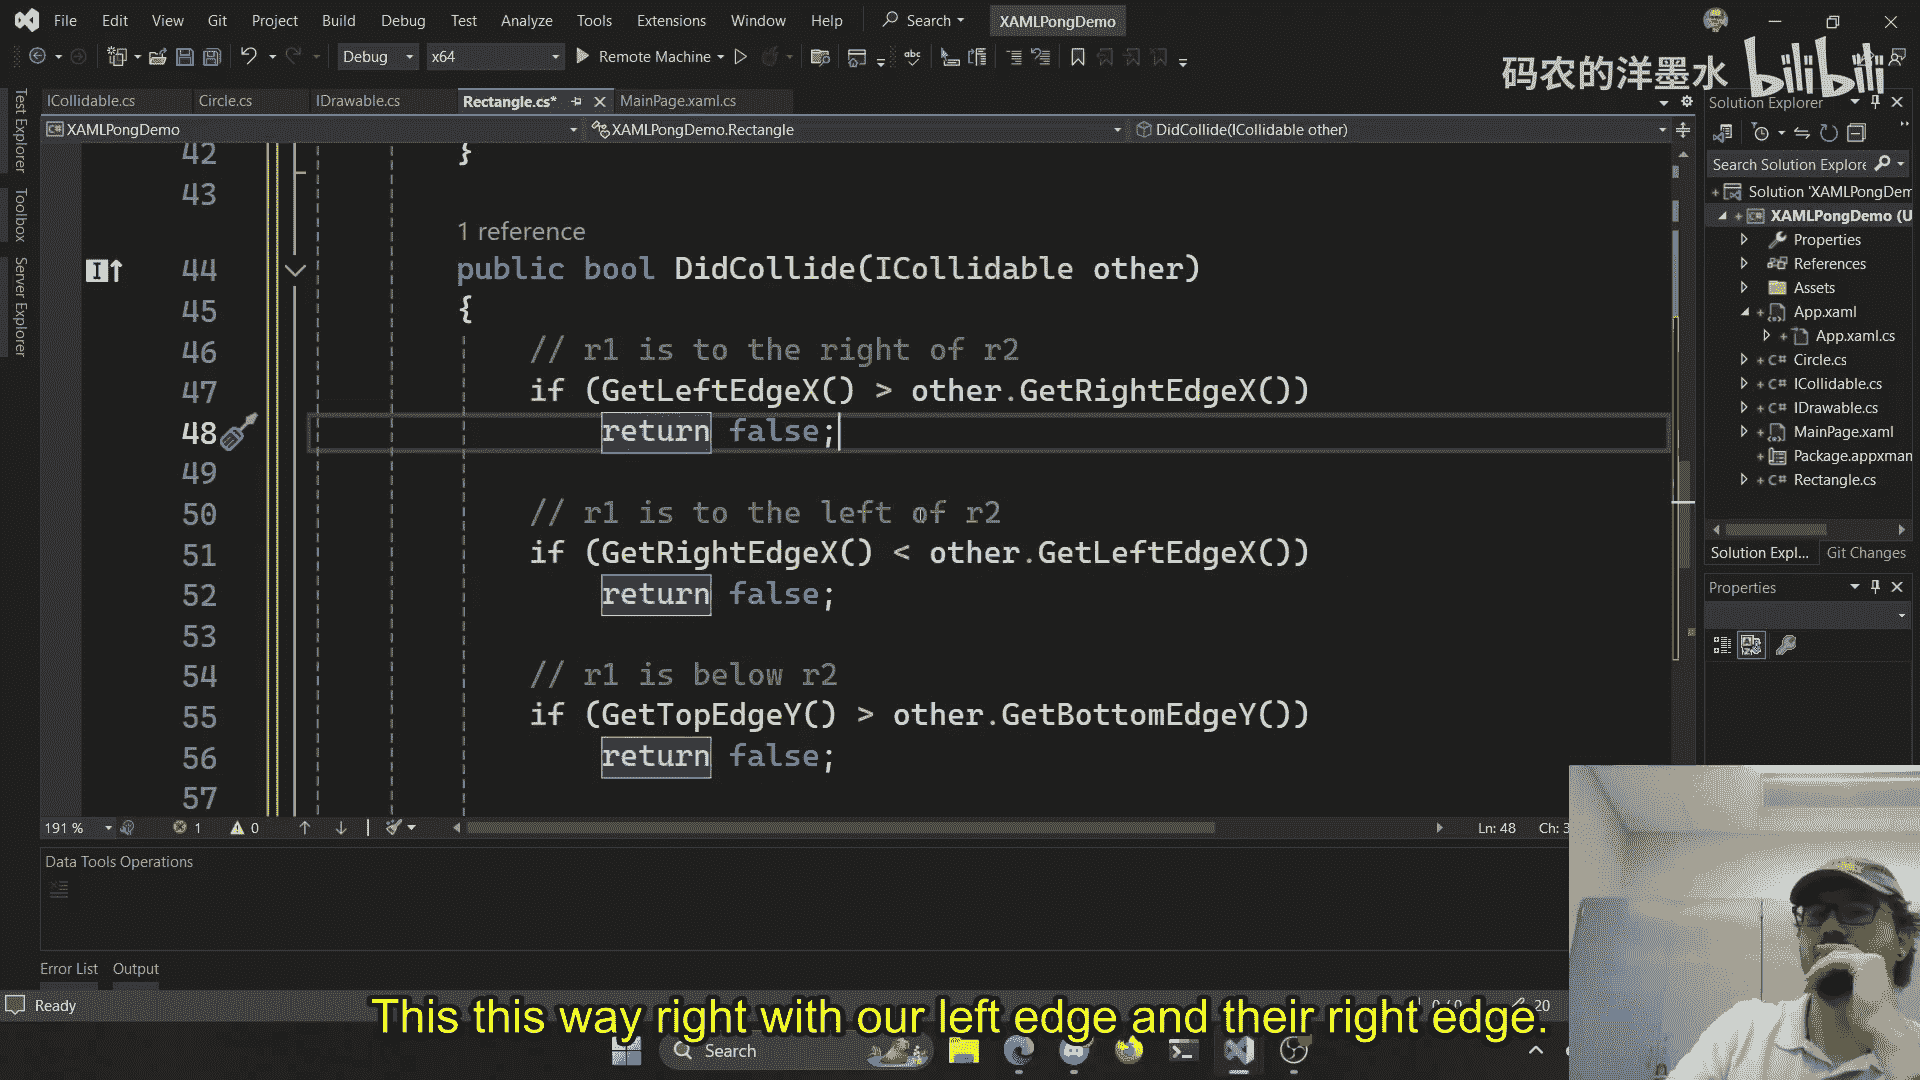 File Edit View Git Project Build Debug Test Analyze Tools Extensions Window Help Search XAMLPongDemo
Debug x64 Remote Machine
码农的洋墨水 bilibili
Test Explorer
Toolbox
Server Explorer
ICollidable.cs Circle.cs IDrawable.cs Rectangle.cs* MainPage.xaml.cs
XAMLPongDemo XAMLPongDemo.Rectangle DidCollide(ICollidable other)
42 }
43
1 reference
44 public bool DidCollide(ICollidable other)
45 {
46 // r1 is to the right of r2
47 if (GetLeftEdgeX() > other.GetRightEdgeX())
48 return false;
49
50 // r1 is to the left of r2
51 if (GetRightEdgeX() < other.GetLeftEdgeX())
52 return false;
53
54 // r1 is below r2
55 if (GetTopEdgeY() > other.GetBottomEdgeY())
56 return false;
57
191 % 1 0 Ln: 48 Ch: 3
Data Tools Operations
Error List Output
Ready 0/0 20
Solution Explorer
Search Solution Explore
Solution 'XAMLPongDem
XAMLPongDemo (U
Properties
References
Assets
App.xaml
App.xaml.cs
C# Circle.cs
C# ICollidable.cs
C# IDrawable.cs
MainPage.xaml
Package.appxman
C# Rectangle.cs
Solution Expl... Git Changes
Properties
This this way right with our left edge and their right edge.
Search